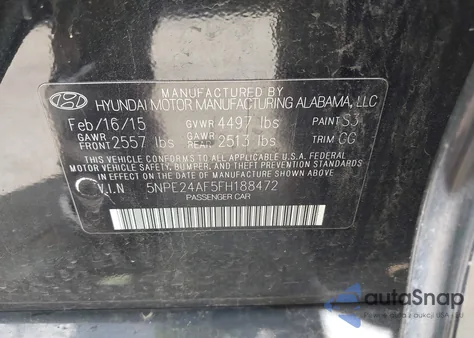 MANUFACTURED BY
HYUNDAI MOTOR MANUFACTURING ALABAMA, LLC
Feb/16/15 GVWR 4497 lbs PAINT S3
GAWR FRONT 2557 lbs GAWR REAR 2513 lbs TRIM CG
THIS VEHICLE CONFORMS TO ALL APPLICABLE FEDERAL
MOTOR VEHICLE SAFETY, BUMPER, AND THEFT PREVENTION STANDARDS
IN EFFECT ON THE DATE OF MANUFACTURE SHOWN ABOVE.
V.I.N 5NPE24AF5FH188472
PASSENGER CAR
autoSnap